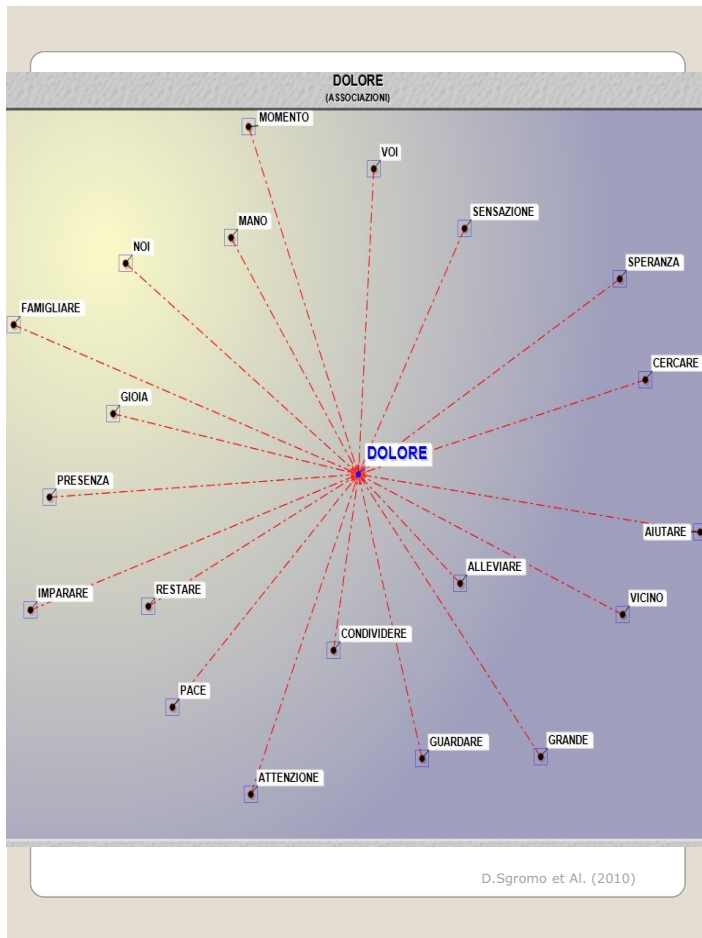 DOLORE
(ASSOCIAZIONI)
MOMENTO
VOI
SENSAZIONE
MANO
NOI
SPERANZA
FAMIGLIARE
CERCARE
GIOIA
DOLORE
PRESENZA
AIUTARE
ALLEVIARE
RESTARE
IMPARARE
VICINO
CONDIVIDERE
PACE
GUARDARE
GRANDE
ATTENZIONE
D.Sgromo et Al. (2010)